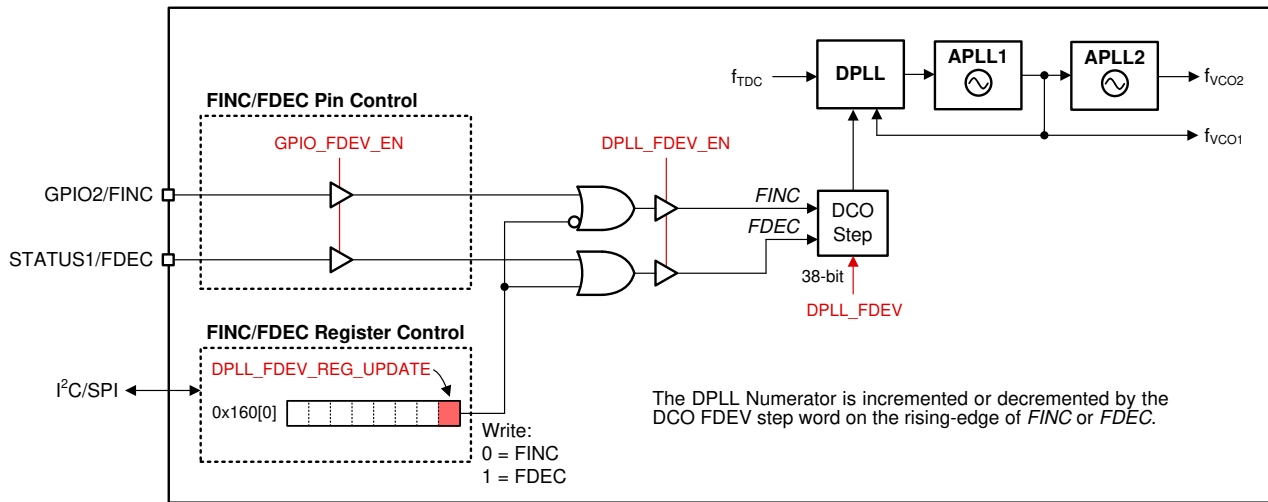 DPLL
APLL1
APLL2
fTDC
fVCO2
fVCO1
FINC/FDEC Pin Control
GPIO_FDEV_EN
DPLL_FDEV_EN
GPIO2/FINC
FINC
FDEC
DCO
Step
STATUS1/FDEC
38-bit
DPLL_FDEV
FINC/FDEC Register Control
DPLL_FDEV_REG_UPDATE
I²C/SPI
0x160[0]
Write:
0 = FINC
1 = FDEC
The DPLL Numerator is incremented or decremented by the
DCO FDEV step word on the rising-edge of FINC or FDEC.